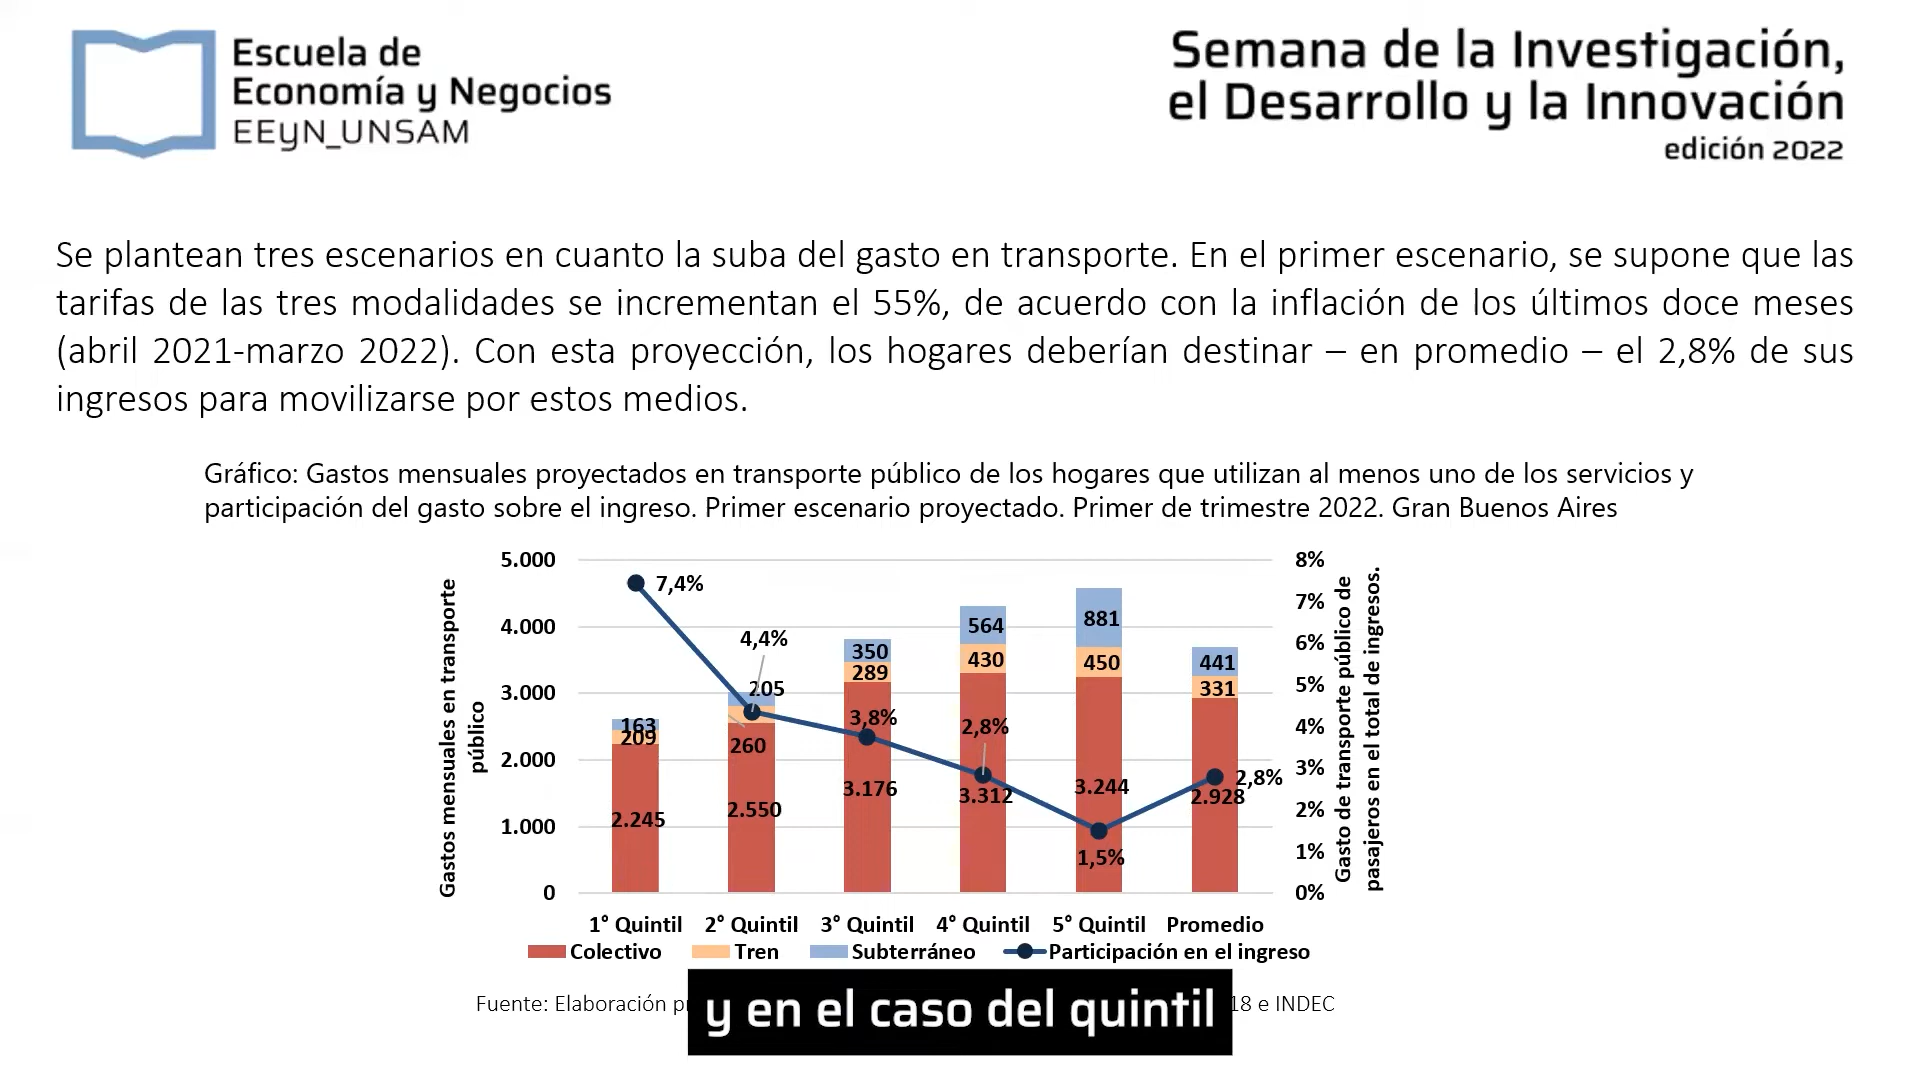 Escuela de
Economía y Negocios
EEyN_UNSAM
Semana de la Investigación,
el Desarrollo y la Innovación
edición 2022
Se plantean tres escenarios en cuanto la suba del gasto en transporte. En el primer escenario, se supone que las
tarifas de las tres modalidades se incrementan el 55%, de acuerdo con la inflación de los últimos doce meses
(abril 2021-marzo 2022). Con esta proyección, los hogares deberían destinar – en promedio – el 2,8% de sus
ingresos para movilizarse por estos medios.
Gráfico: Gastos mensuales proyectados en transporte público de los hogares que utilizan al menos uno de los servicios y
participación del gasto sobre el ingreso. Primer escenario proyectado. Primer de trimestre 2022. Gran Buenos Aires
Gastos mensuales en transporte
público
5.000
4.000
3.000
2.000
1.000
0
7,4%
4,4%
3,8%
2,8%
1,5%
2,8%
163
209
2.245
205
260
2.550
350
289
3.176
564
430
3.312
881
450
3.244
441
331
2.928
8%
7%
6%
5%
4%
3%
2%
1%
0%
Gasto de transporte público de
pasajeros en el total de ingresos.
1° Quintil 2° Quintil 3° Quintil 4° Quintil 5° Quintil Promedio
Colectivo Tren Subterráneo Participación en el ingreso
Fuente: Elaboración 18 e INDEC
y en el caso del quintil